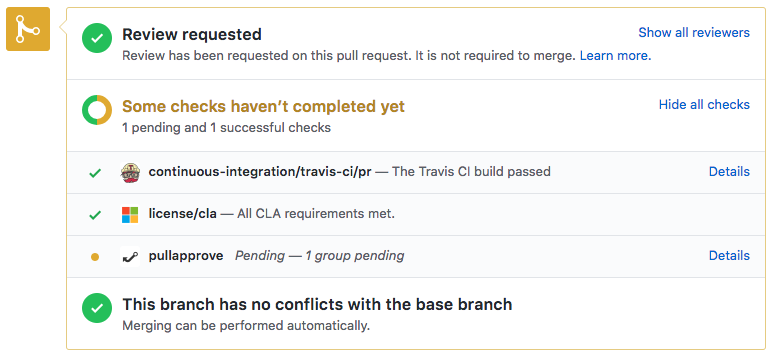 Review requested
Show all reviewers
Review has been requested on this pull request. It is not required to merge. Learn more.
Some checks haven’t completed yet
Hide all checks
1 pending and 1 successful checks
continuous-integration/travis-ci/pr — The Travis CI build passed
Details
license/cla — All CLA requirements met.
pullapprove Pending — 1 group pending
Details
This branch has no conflicts with the base branch
Merging can be performed automatically.